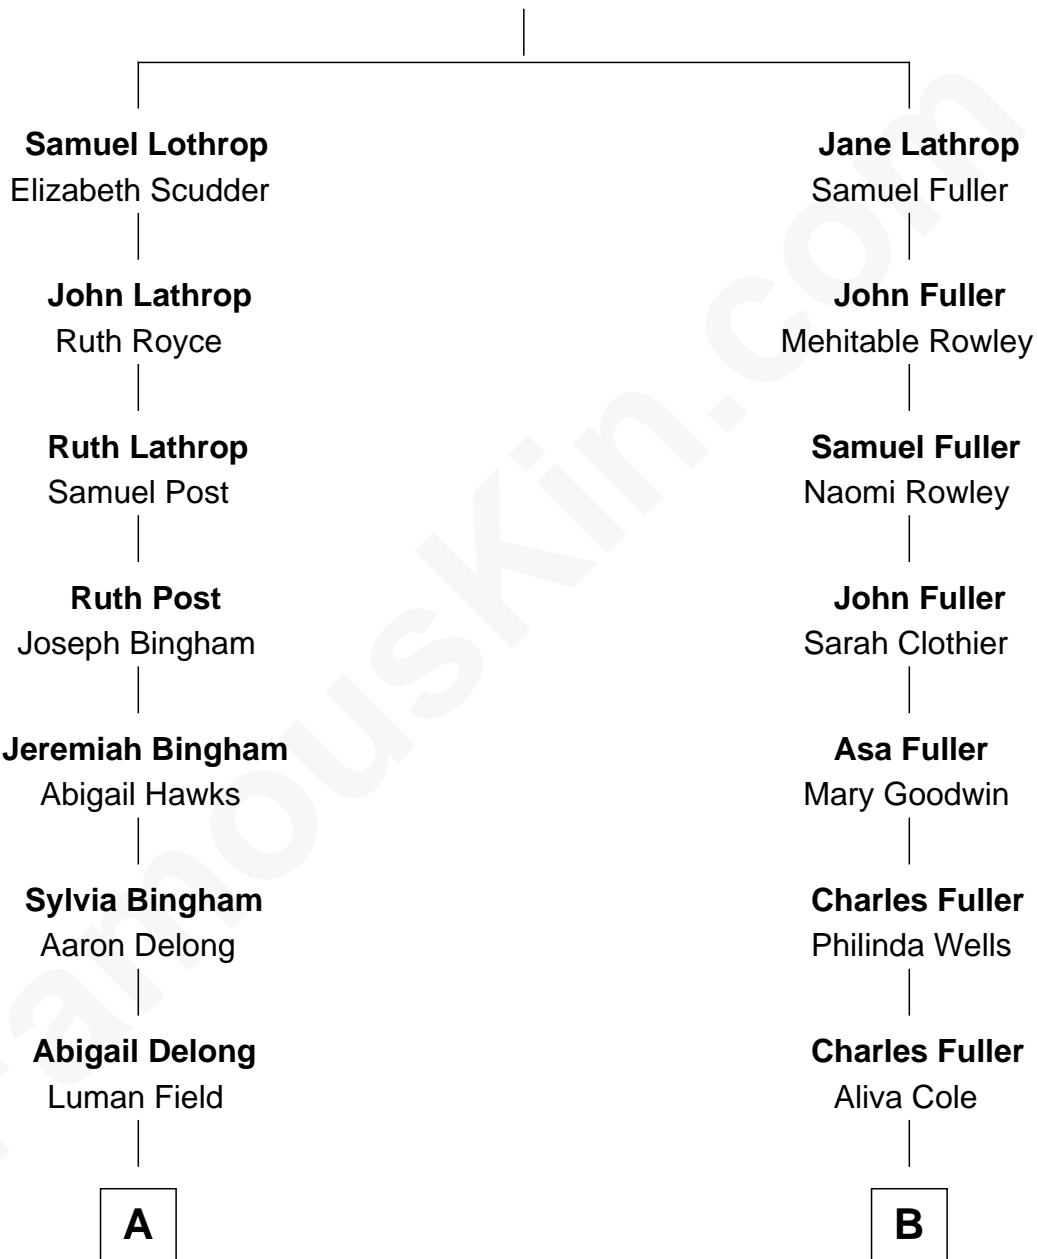 Samuel Lothrop
Elizabeth Scudder
John Lathrop
Ruth Royce
Ruth Lathrop
Samuel Post
Ruth Post
Joseph Bingham
Jeremiah Bingham
Abigail Hawks
Sylvia Bingham
Aaron Delong
Abigail Delong
Luman Field
A
Jane Lathrop
Samuel Fuller
John Fuller
Mehitable Rowley
Samuel Fuller
Naomi Rowley
John Fuller
Sarah Clothier
Asa Fuller
Mary Goodwin
Charles Fuller
Philinda Wells
Charles Fuller
Aliva Cole
B
FamousKin.com